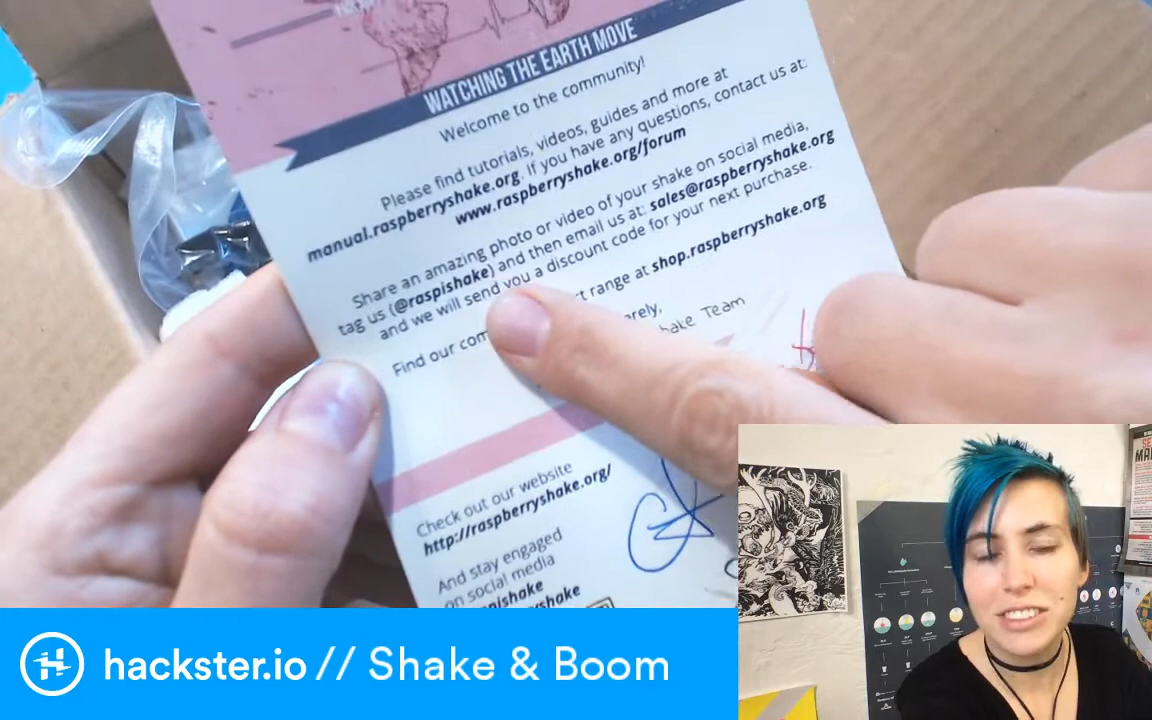 WATCHING THE EARTH MOVE
Welcome to the community!
Please find tutorials, videos, guides and more at
manual.raspberryshake.org. If you have any questions, contact us at:
www.raspberryshake.org/forum
Share an amazing photo or video of your shake on social media,
tag us (@raspishake) and then email us at: sales@raspberryshake.org
and we will send you a discount code for your next purchase.
Find our range at shop.raspberryshake.org
Team
Check out our website
http://raspberryshake.org/
And stay engaged
on social media
hackster.io // Shake & Boom